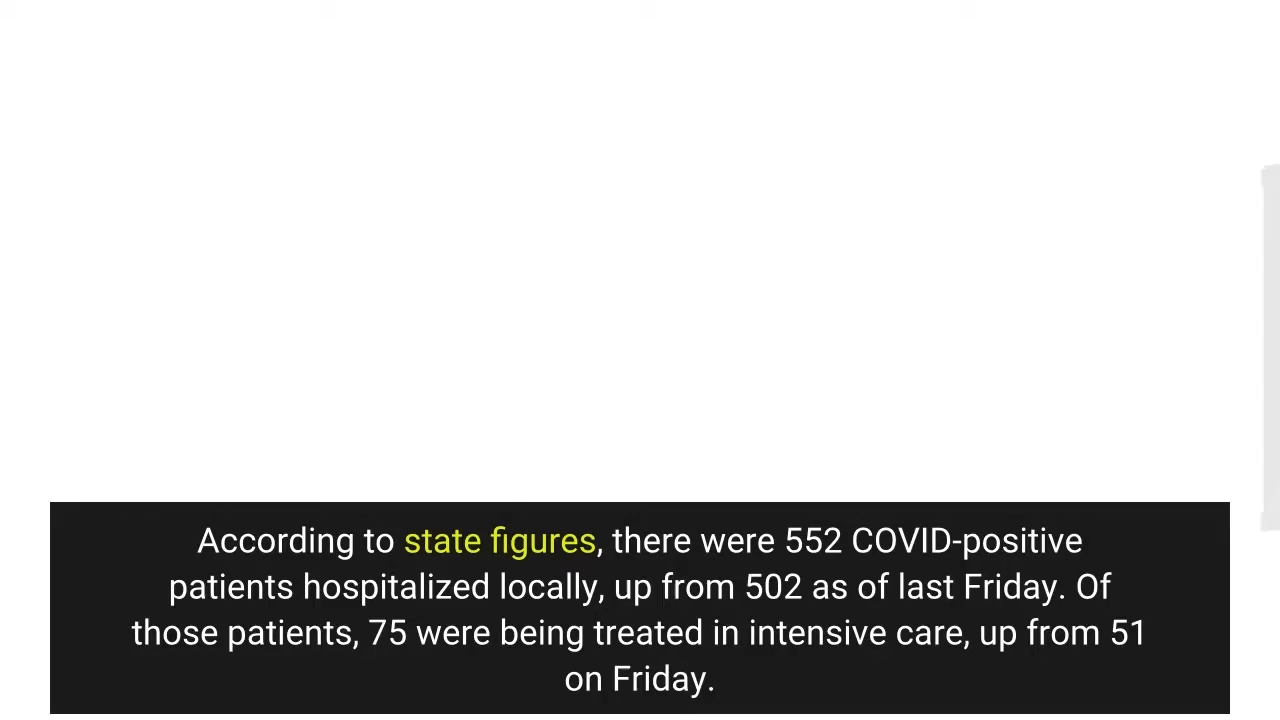 According to state figures, there were 552 COVID-positive
patients hospitalized locally, up from 502 as of last Friday. Of
those patients, 75 were being treated in intensive care, up from 51
on Friday.